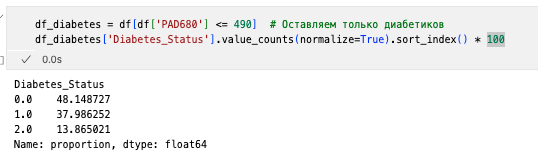 df_diabetes = df[df['PAD680'] <= 490]  # Оставляем только диабетиков
df_diabetes['Diabetes_Status'].value_counts(normalize=True).sort_index() * 100
0.0s
Diabetes_Status
0.0    48.148727
1.0    37.986252
2.0    13.865021
Name: proportion, dtype: float64